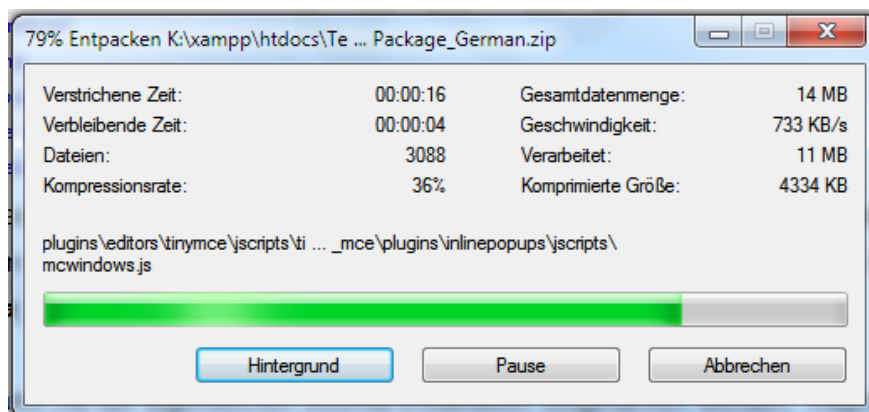 79% Entpacken K:\xampp\htdocs\Te ... Package_German.zip
Verstrichene Zeit: 00:00:16 Gesamtdatenmenge: 14 MB
Verbleibende Zeit: 00:00:04 Geschwindigkeit: 733 KB/s
Dateien: 3088 Verarbeitet: 11 MB
Kompressionsrate: 36% Komprimierte Größe: 4334 KB
plugins\editors\tinymce\jscripts\ti ... _mce\plugins\inlinepopups\jscripts\
mcwindows.js
Hintergrund Pause Abbrechen